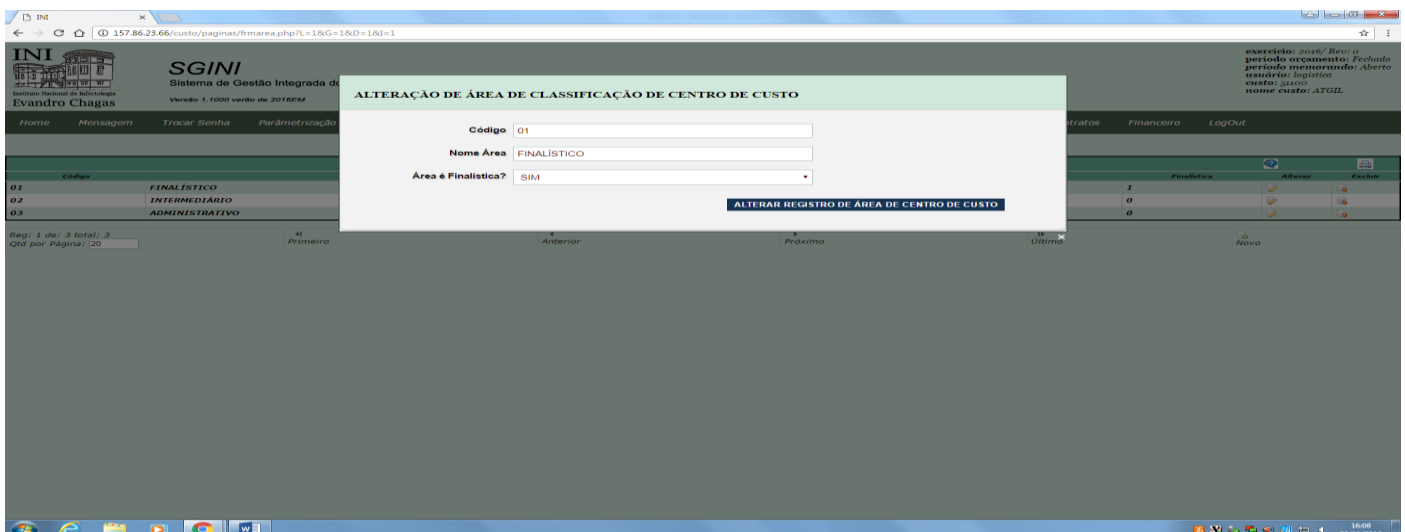 INI
157.86.23.66/custo/paginas/frmarea.php?L=1&G=1&D=1&I=1
INI
Instituto Nacional de Infectologia
Evandro Chagas
SGINI
Sistema de Gestão Integrada do
Versão 1.1000 verão de 2016EM
exercício: 2016/ Rev: 0
período orçamento: Fechado
período memorando: Aberto
usuário: logística
custo: 51100
nome custo: ATGIL
Home Mensagem Trocar Senha Parâmetrização tratos Financeiro LogOut
ALTERAÇÃO DE ÁREA DE CLASSIFICAÇÃO DE CENTRO DE CUSTO
Código 01
Nome Área FINALÍSTICO
Área é Finalística? SIM
ALTERAR REGISTRO DE ÁREA DE CENTRO DE CUSTO
Código Finalística Alterar Excluir
01 FINALÍSTICO 1
02 INTERMEDIÁRIO 0
03 ADMINISTRATIVO 0
Reg: 1 de: 3 total: 3
Qtd por Página: 20
Primeiro Anterior Próximo Último Novo
16:08